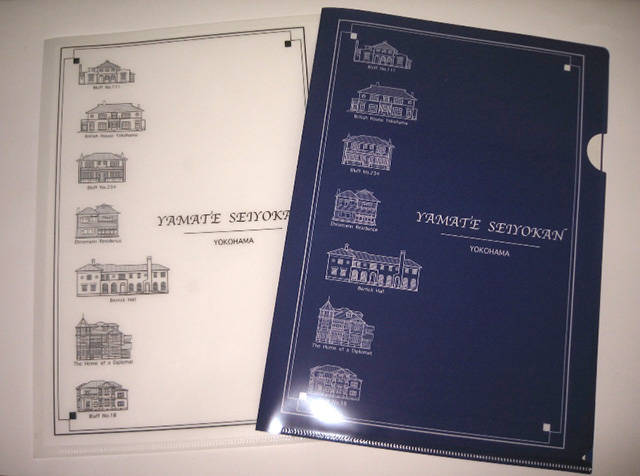 Bluff No.111
British House Yokohama
Bluff No.234
Ehrismann Residence
YAMATE SEIYOKAN
YOKOHAMA
Berrick Hall
The Home of a Diplomat
Bluff No.18
Bluff No.111
British House Yokohama
Bluff No.234
Ehrismann Residence
YAMATE SEIYOKAN
YOKOHAMA
Berrick Hall
The Home of a Diplomat